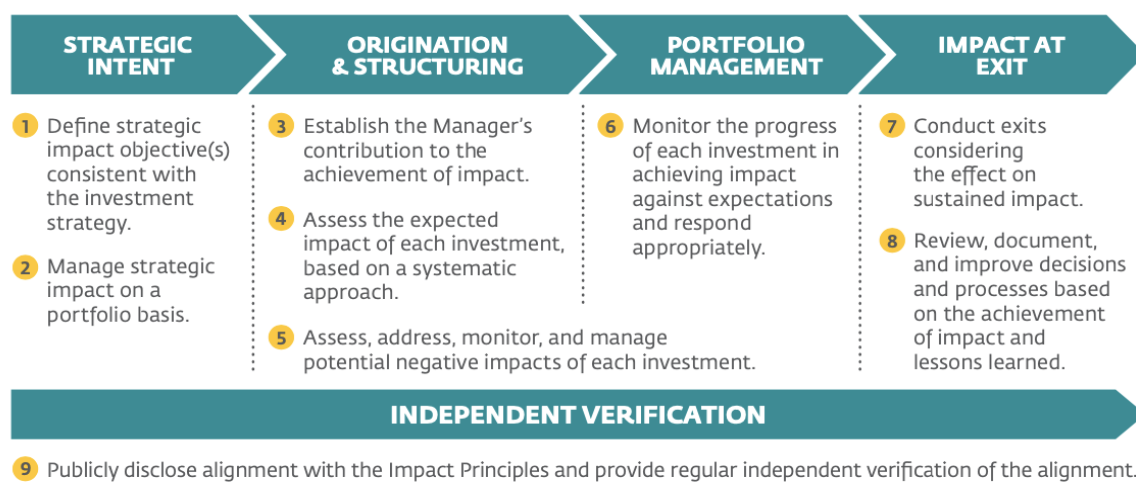 STRATEGIC
INTENT
ORIGINATION
& STRUCTURING
PORTFOLIO
MANAGEMENT
IMPACT AT
EXIT
1 Define strategic
impact objective(s)
consistent with
the investment
strategy.
2 Manage strategic
impact on a
portfolio basis.
3 Establish the Manager’s
contribution to the
achievement of impact.
4 Assess the expected
impact of each investment,
based on a systematic
approach.
5 Assess, address, monitor, and manage
potential negative impacts of each investment.
6 Monitor the progress
of each investment in
achieving impact
against expectations
and respond
appropriately.
7 Conduct exits
considering
the effect on
sustained impact.
8 Review, document,
and improve decisions
and processes based
on the achievement
of impact and
lessons learned.
INDEPENDENT VERIFICATION
9 Publicly disclose alignment with the Impact Principles and provide regular independent verification of the alignment.